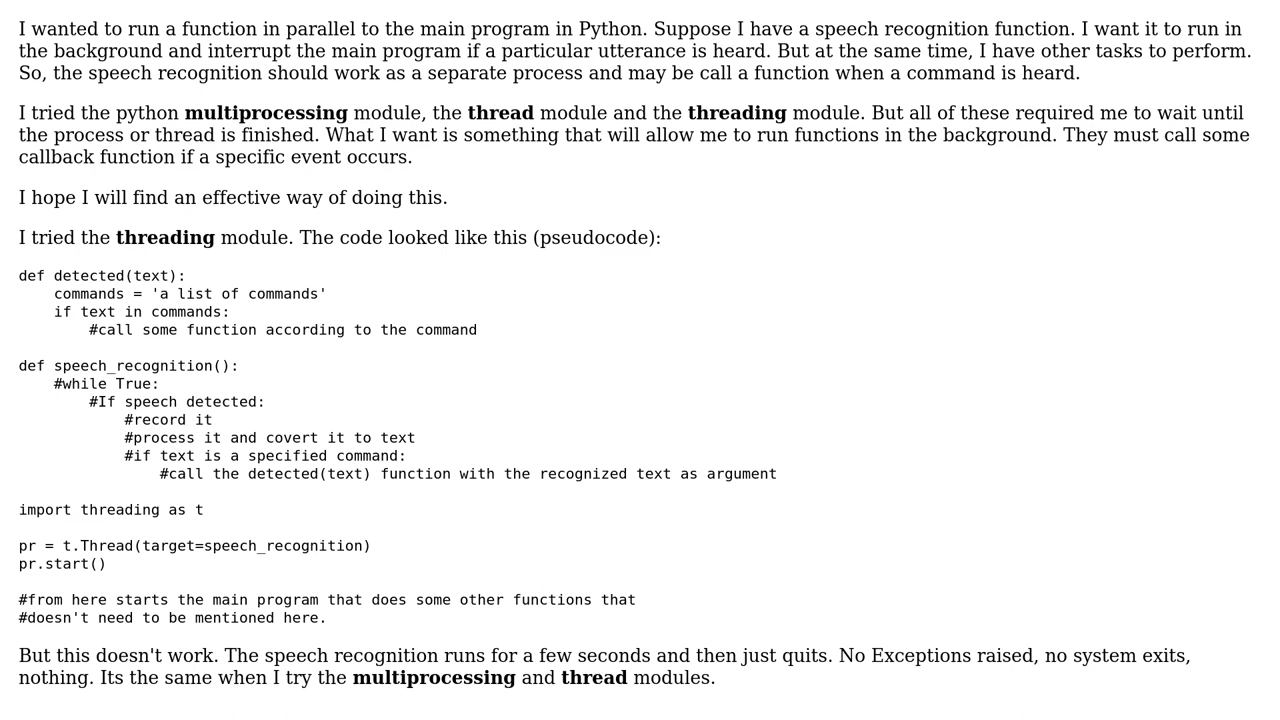 I wanted to run a function in parallel to the main program in Python. Suppose I have a speech recognition function. I want it to run in
the background and interrupt the main program if a particular utterance is heard. But at the same time, I have other tasks to perform.
So, the speech recognition should work as a separate process and may be call a function when a command is heard.
I tried the python multiprocessing module, the thread module and the threading module. But all of these required me to wait until
the process or thread is finished. What I want is something that will allow me to run functions in the background. They must call some
callback function if a specific event occurs.
I hope I will find an effective way of doing this.
I tried the threading module. The code looked like this (pseudocode):
def detected(text):
    commands = 'a list of commands'
    if text in commands:
        #call some function according to the command
def speech_recognition():
    #while True:
        #If speech detected:
            #record it
            #process it and covert it to text
            #if text is a specified command:
                #call the detected(text) function with the recognized text as argument
import threading as t
pr = t.Thread(target=speech_recognition)
pr.start()
#from here starts the main program that does some other functions that
#doesn't need to be mentioned here.
But this doesn't work. The speech recognition runs for a few seconds and then just quits. No Exceptions raised, no system exits,
nothing. Its the same when I try the multiprocessing and thread modules.